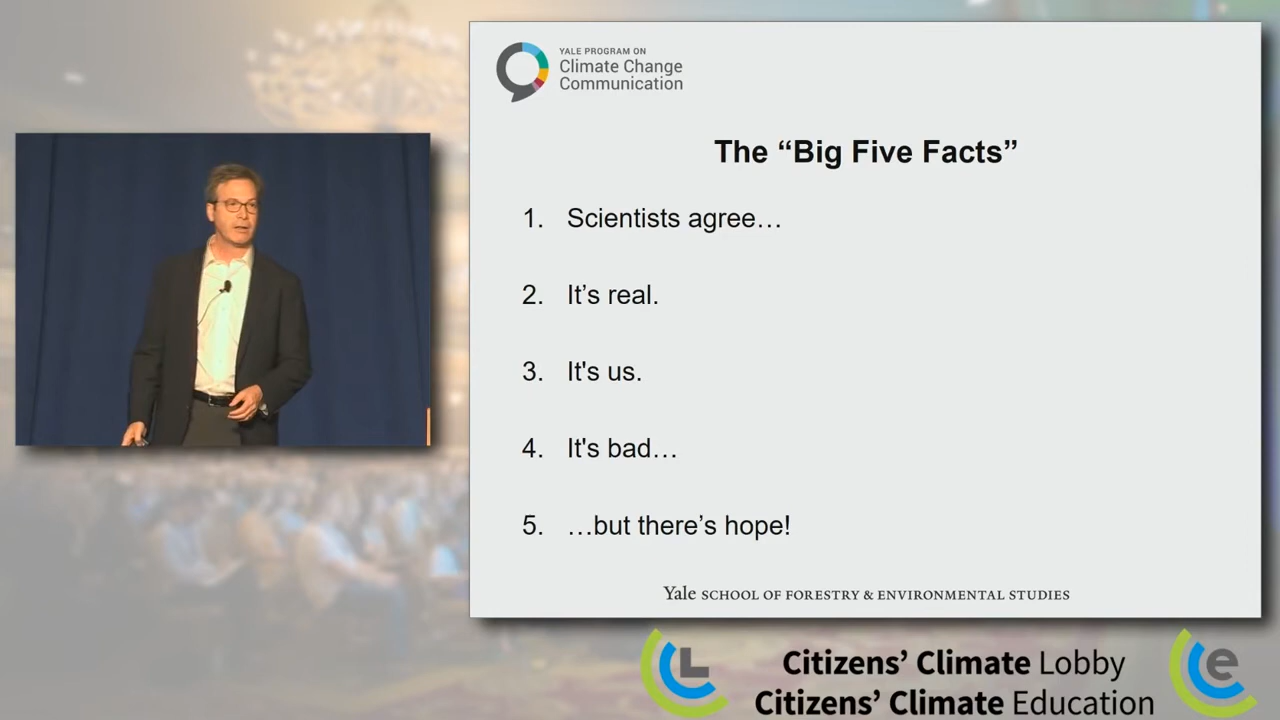 YALE PROGRAM ON
Climate Change
Communication
The “Big Five Facts”
1. Scientists agree…
2. It’s real.
3. It's us.
4. It's bad…
5. …but there’s hope!
Yale SCHOOL OF FORESTRY & ENVIRONMENTAL STUDIES
L
Citizens’ Climate Lobby
e
Citizens’ Climate Education